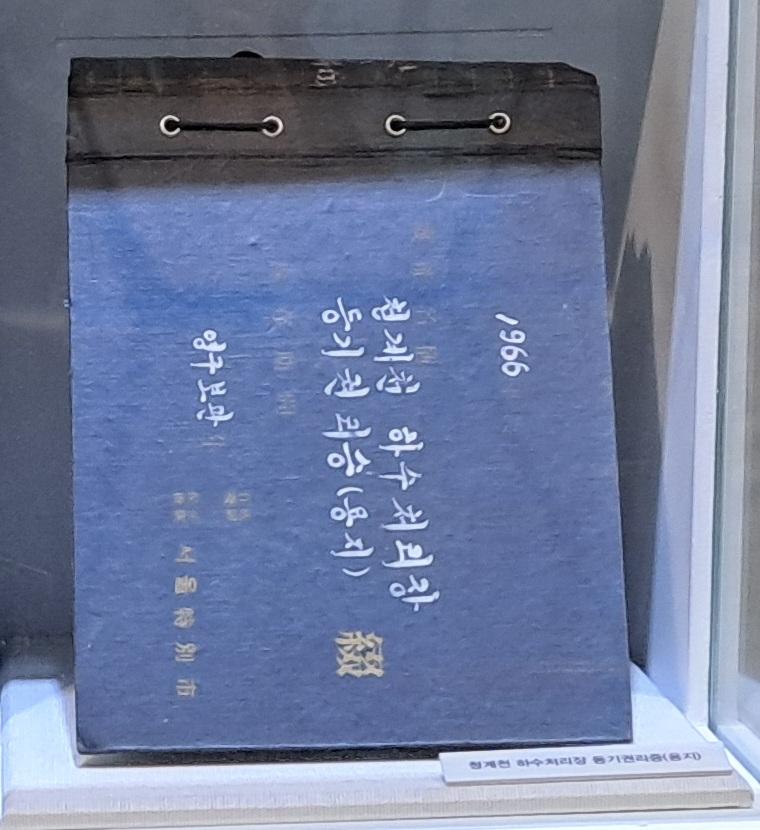 1966
청계천 하수처리장
등기권리증(용지)
綴
영구보관
서울特別市
청계천 하수처리장 등기권리증(용지)